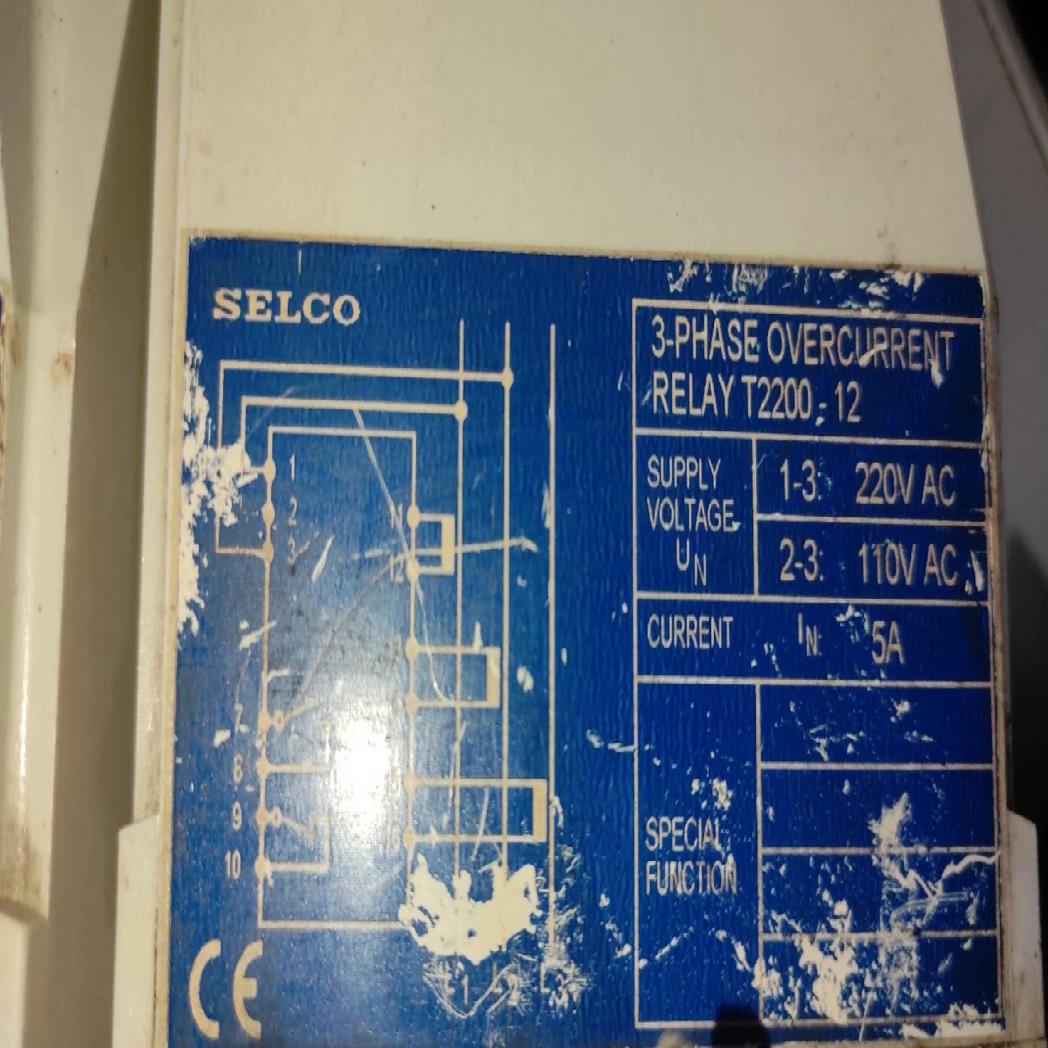 SELCO
3-PHASE OVERCURRENT
RELAY T2200 - 12
SUPPLY
VOLTAGE
UN
1-3: 220V AC
2-3: 110V AC
CURRENT IN 5A
SPECIAL
FUNCTION
1
2
3
7
8
9
10
11
12
CE